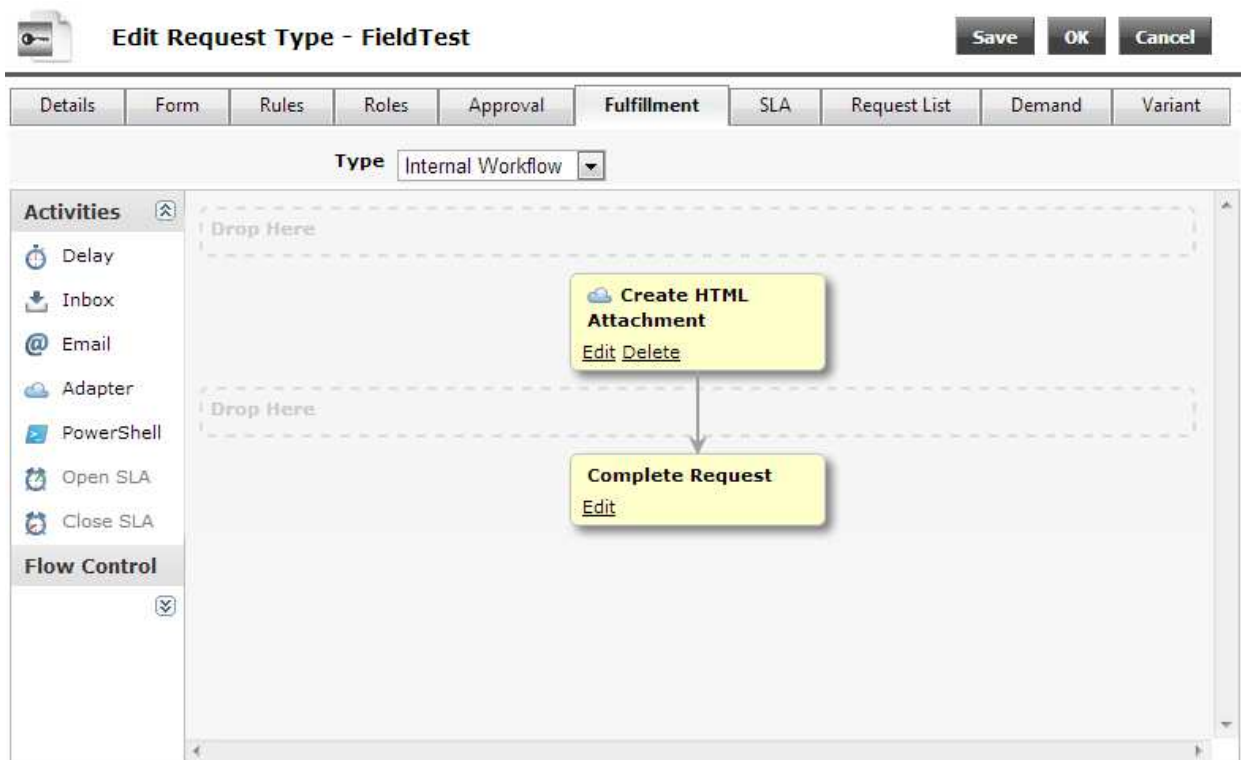 Edit Request Type - FieldTest
Save OK Cancel
Details Form Rules Roles Approval Fulfillment SLA Request List Demand Variant
Type Internal Workflow
Activities
Drop Here
Delay
Create HTML
Attachment
Inbox
Edit Delete
Email
Adapter
Drop Here
PowerShell
Complete Request
Open SLA
Edit
Close SLA
Flow Control